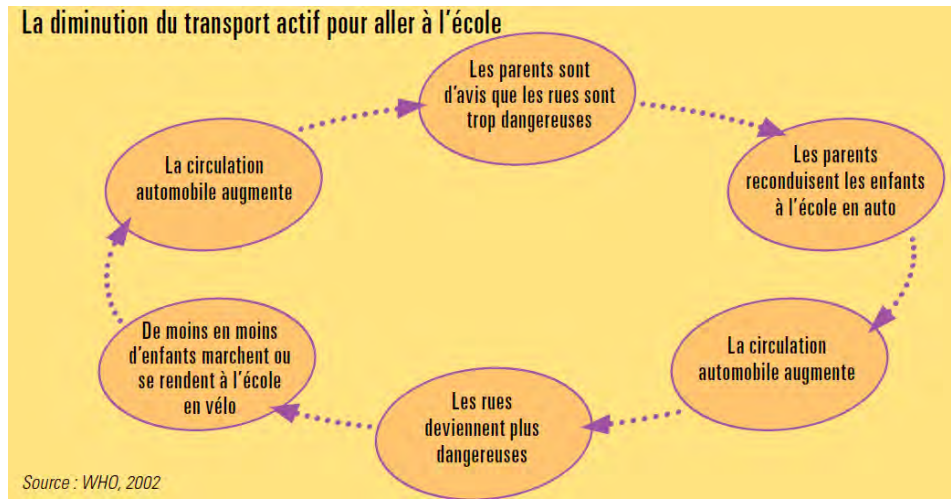 La diminution du transport actif pour aller à l'école
Les parents sont
d'avis que les rues sont
trop dangereuses
Les parents
reconduisent les enfants
à l'école en auto
La circulation
automobile augmente
Les rues
deviennent plus
dangereuses
De moins en moins
d'enfants marchent ou
se rendent à l'école
en vélo
La circulation
automobile augmente
Source : WHO, 2002